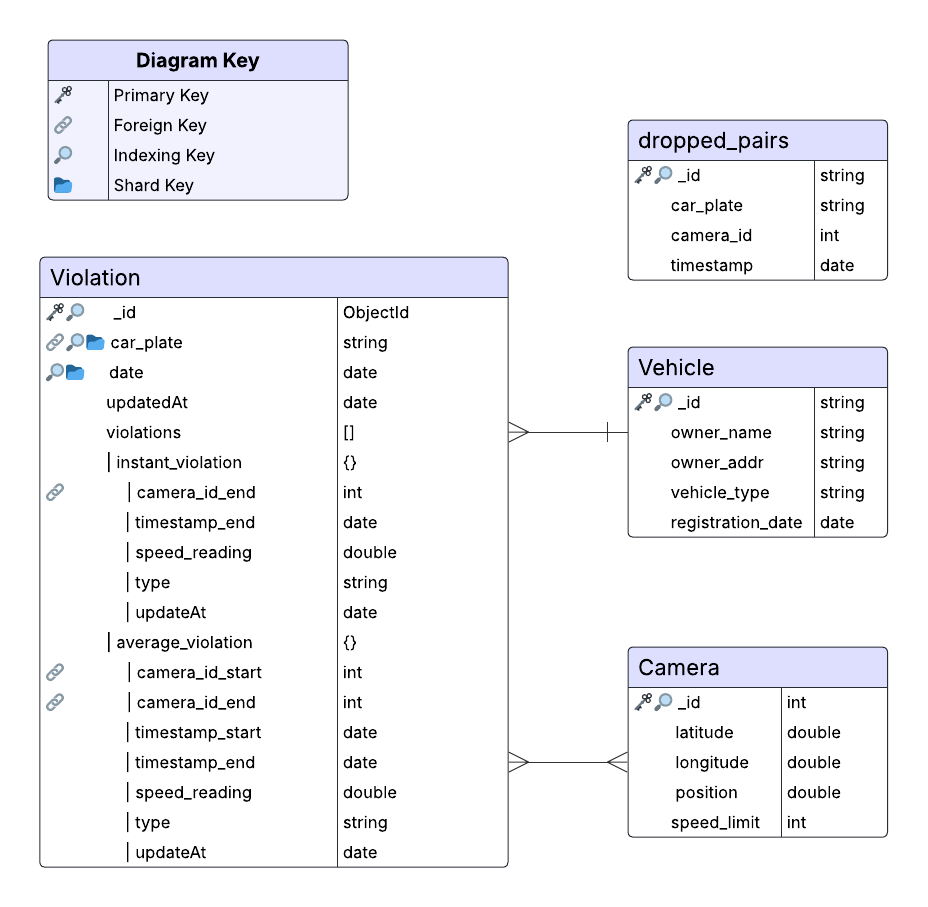 Diagram Key
Primary Key
Foreign Key
Indexing Key
Shard Key
dropped_pairs
_id string
car_plate string
camera_id int
timestamp date
Violation
_id ObjectId
car_plate string
date date
updatedAt date
violations []
instant_violation {}
camera_id_end int
timestamp_end date
speed_reading double
type string
updateAt date
average_violation {}
camera_id_start int
camera_id_end int
timestamp_start date
timestamp_end date
speed_reading double
type string
updateAt date
Vehicle
_id string
owner_name string
owner_addr string
vehicle_type string
registration_date date
Camera
_id int
latitude double
longitude double
position double
speed_limit int